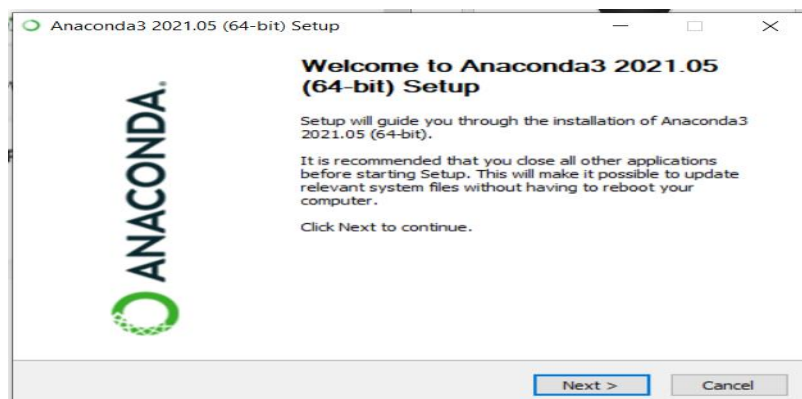 Anaconda3 2021.05 (64-bit) Setup
ANACONDA.
Welcome to Anaconda3 2021.05
(64-bit) Setup
Setup will guide you through the installation of Anaconda3
2021.05 (64-bit).
It is recommended that you close all other applications
before starting Setup. This will make it possible to update
relevant system files without having to reboot your
computer.
Click Next to continue.
Next >
Cancel